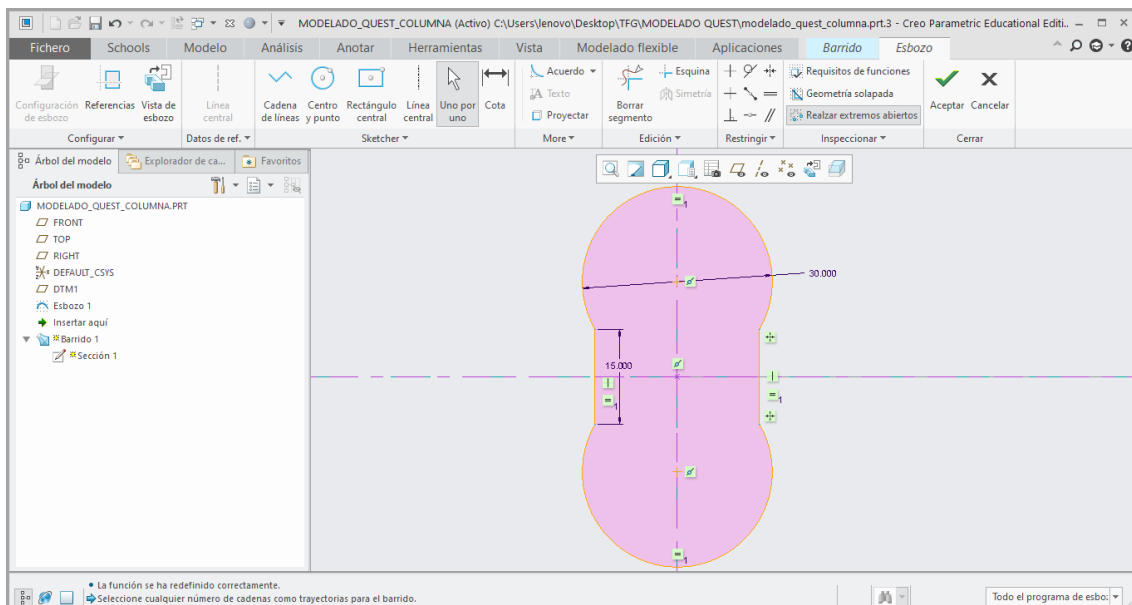 MODELADO_QUEST_COLUMNA (Activo) C:\Users\lenovo\Desktop\TFG\MODELADO QUEST\modelado_quest_columna.prt.3 - Creo Parametric Educational Editi..
Fichero Schools Modelo Análisis Anotar Herramientas Vista Modelado flexible Aplicaciones Barrido Esbozo
Configuración de esbozo
Referencias
Vista de esbozo
Línea central
Cadena de líneas
Centro y punto
Rectángulo central
Línea central
Uno por uno
Cota
Acuerdo
Texto
Proyectar
Borrar segmento
Esquina
Simetría
Requisitos de funciones
Geometría solapada
Realzar extremos abiertos
Aceptar
Cancelar
Configurar Datos de ref. Sketcher More Edición Restringir Inspeccionar Cerrar
Árbol del modelo Explorador de ca... Favoritos
Árbol del modelo
MODELADO_QUEST_COLUMNA.PRT
FRONT
TOP
RIGHT
DEFAULT_CSYS
DTM1
Esbozo 1
Insertar aquí
Barrido 1
Sección 1
1
30.000
15.000
1
1
1
• La función se ha redefinido correctamente.
Seleccione cualquier número de cadenas como trayectorias para el barrido.
Todo el programa de esbo: